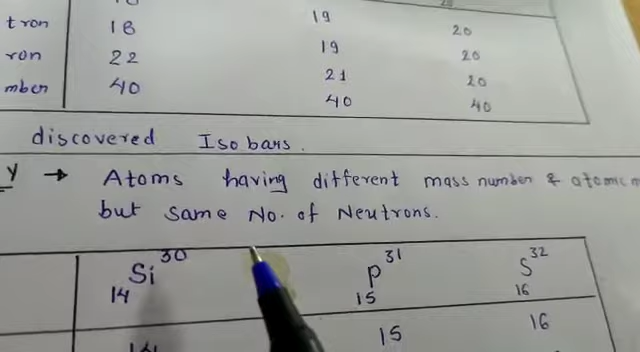 tron 18 19 20
ron 22 19 20
mber 40 21 20
40 40
discovered Isobars.
y → Atoms having different mass number & atomic
but same No. of Neutrons.
14 Si 30 15 P 31 16 S 32
15 16